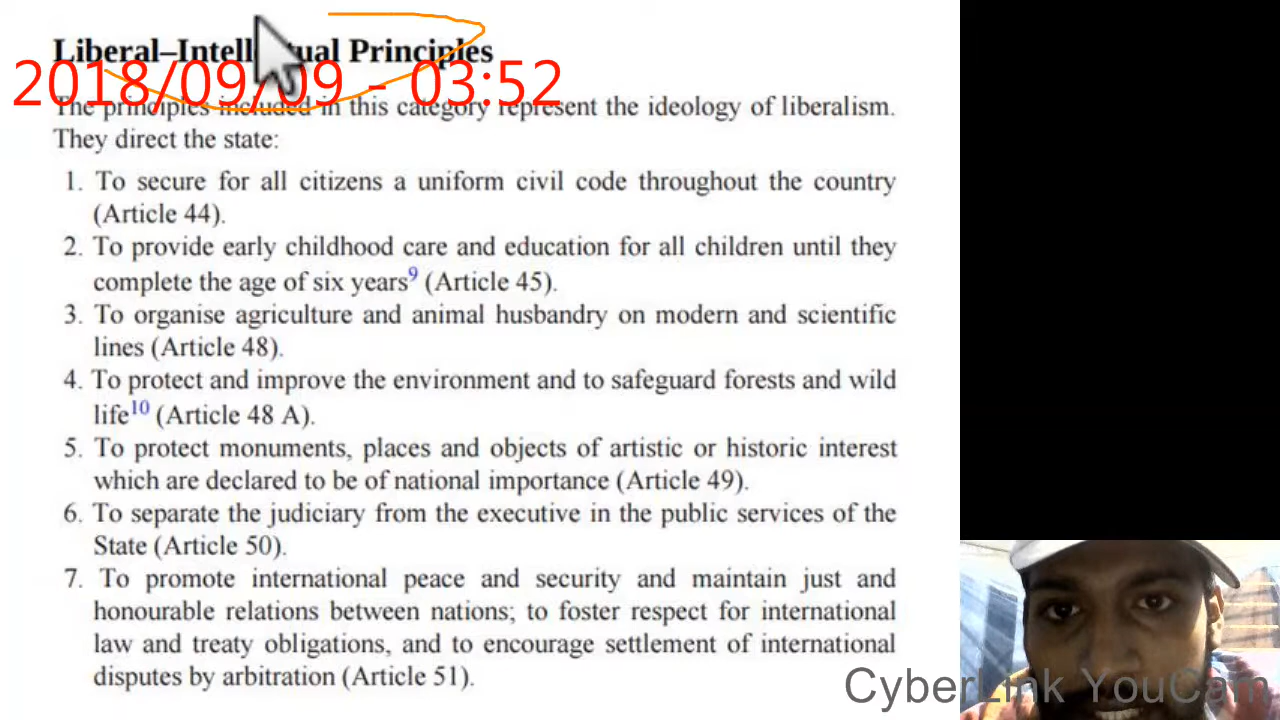 Liberal–Intellectual Principles
2018/09/09 - 03:52
The principles included in this category represent the ideology of liberalism.
They direct the state:
1. To secure for all citizens a uniform civil code throughout the country
(Article 44).
2. To provide early childhood care and education for all children until they
complete the age of six years9 (Article 45).
3. To organise agriculture and animal husbandry on modern and scientific
lines (Article 48).
4. To protect and improve the environment and to safeguard forests and wild
life10 (Article 48 A).
5. To protect monuments, places and objects of artistic or historic interest
which are declared to be of national importance (Article 49).
6. To separate the judiciary from the executive in the public services of the
State (Article 50).
7. To promote international peace and security and maintain just and
honourable relations between nations; to foster respect for international
law and treaty obligations, and to encourage settlement of international
disputes by arbitration (Article 51).
CyberLink YouCam